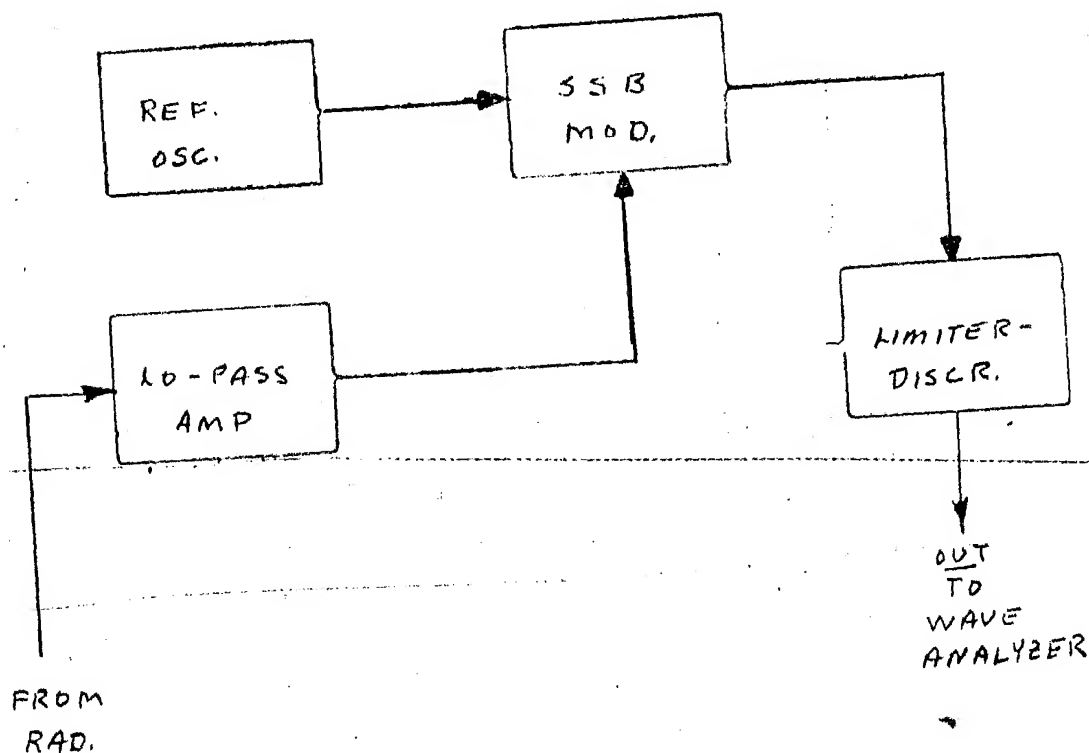 REF.
OSC.
SSB
MOD.
LO-PASS
AMP
LIMITER-
DISCR.
OUT
TO
WAVE
ANALYZER
FROM
RAD.